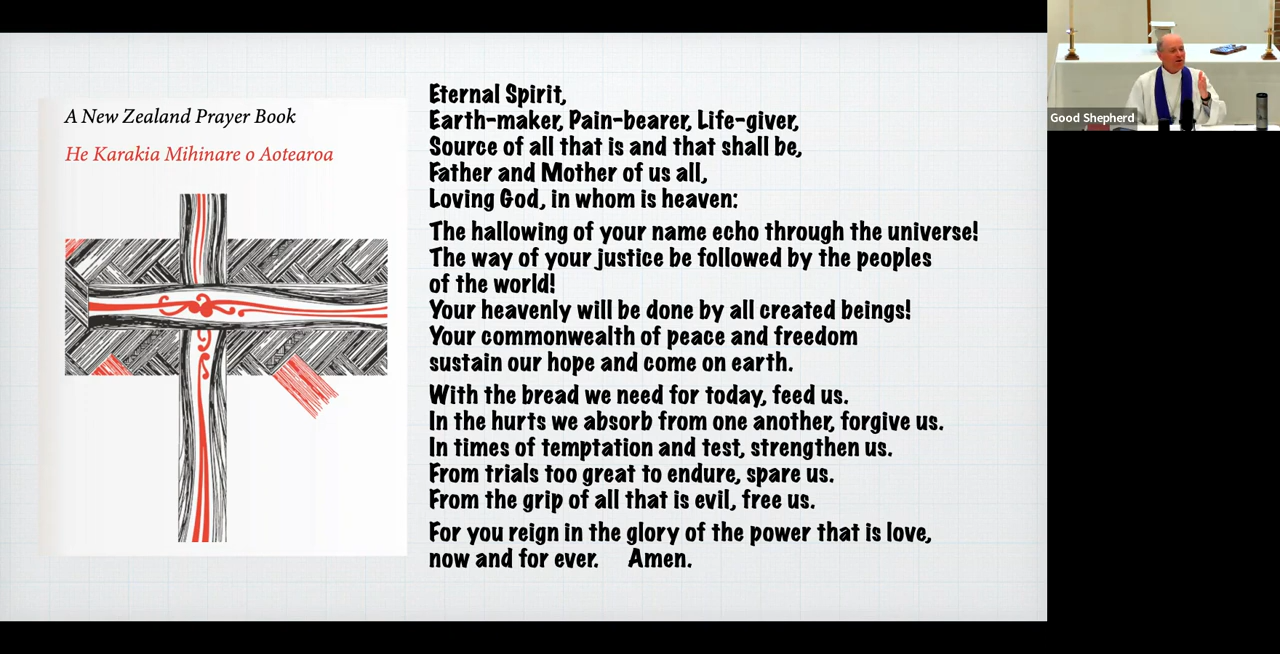 A New Zealand Prayer Book
He Karakia Mihinare o Aotearoa
Eternal Spirit,
Earth-maker, Pain-bearer, Life-giver,
Source of all that is and that shall be,
Father and Mother of us all,
Loving God, in whom is heaven:
The hallowing of your name echo through the universe!
The way of your justice be followed by the peoples
of the world!
Your heavenly will be done by all created beings!
Your commonwealth of peace and freedom
sustain our hope and come on earth.
With the bread we need for today, feed us.
In the hurts we absorb from one another, forgive us.
In times of temptation and test, strengthen us.
From trials too great to endure, spare us.
From the grip of all that is evil, free us.
For you reign in the glory of the power that is love,
now and for ever. Amen.
Good Shepherd